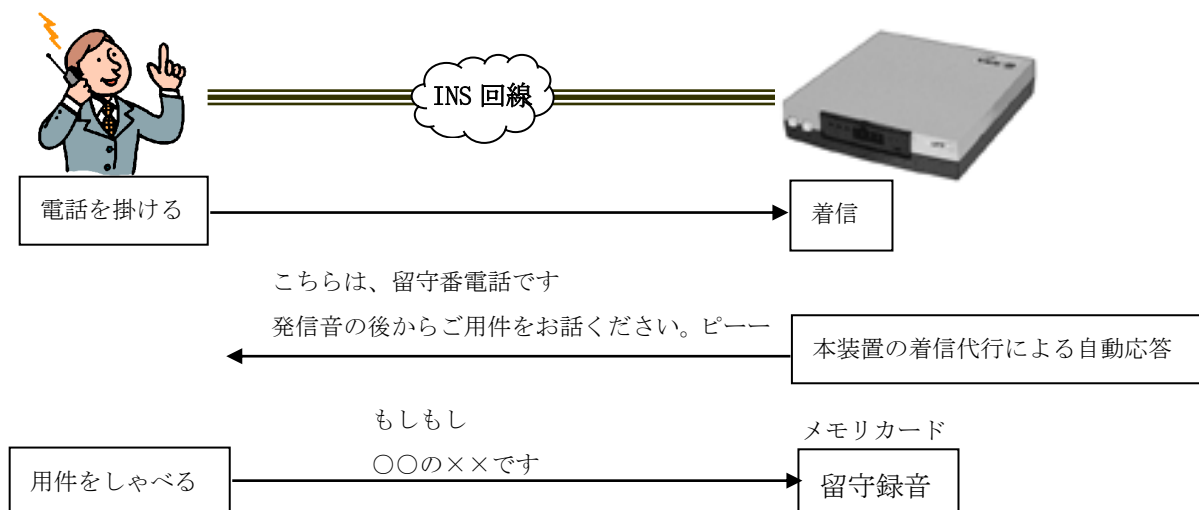 INS 回線
電話を掛ける
着信
こちらは、留守番電話です
発信音の後からご用件をお話ください。ピーー
本装置の着信代行による自動応答
もしもし
〇〇の××です
メモリカード
用件をしゃべる
留守録音